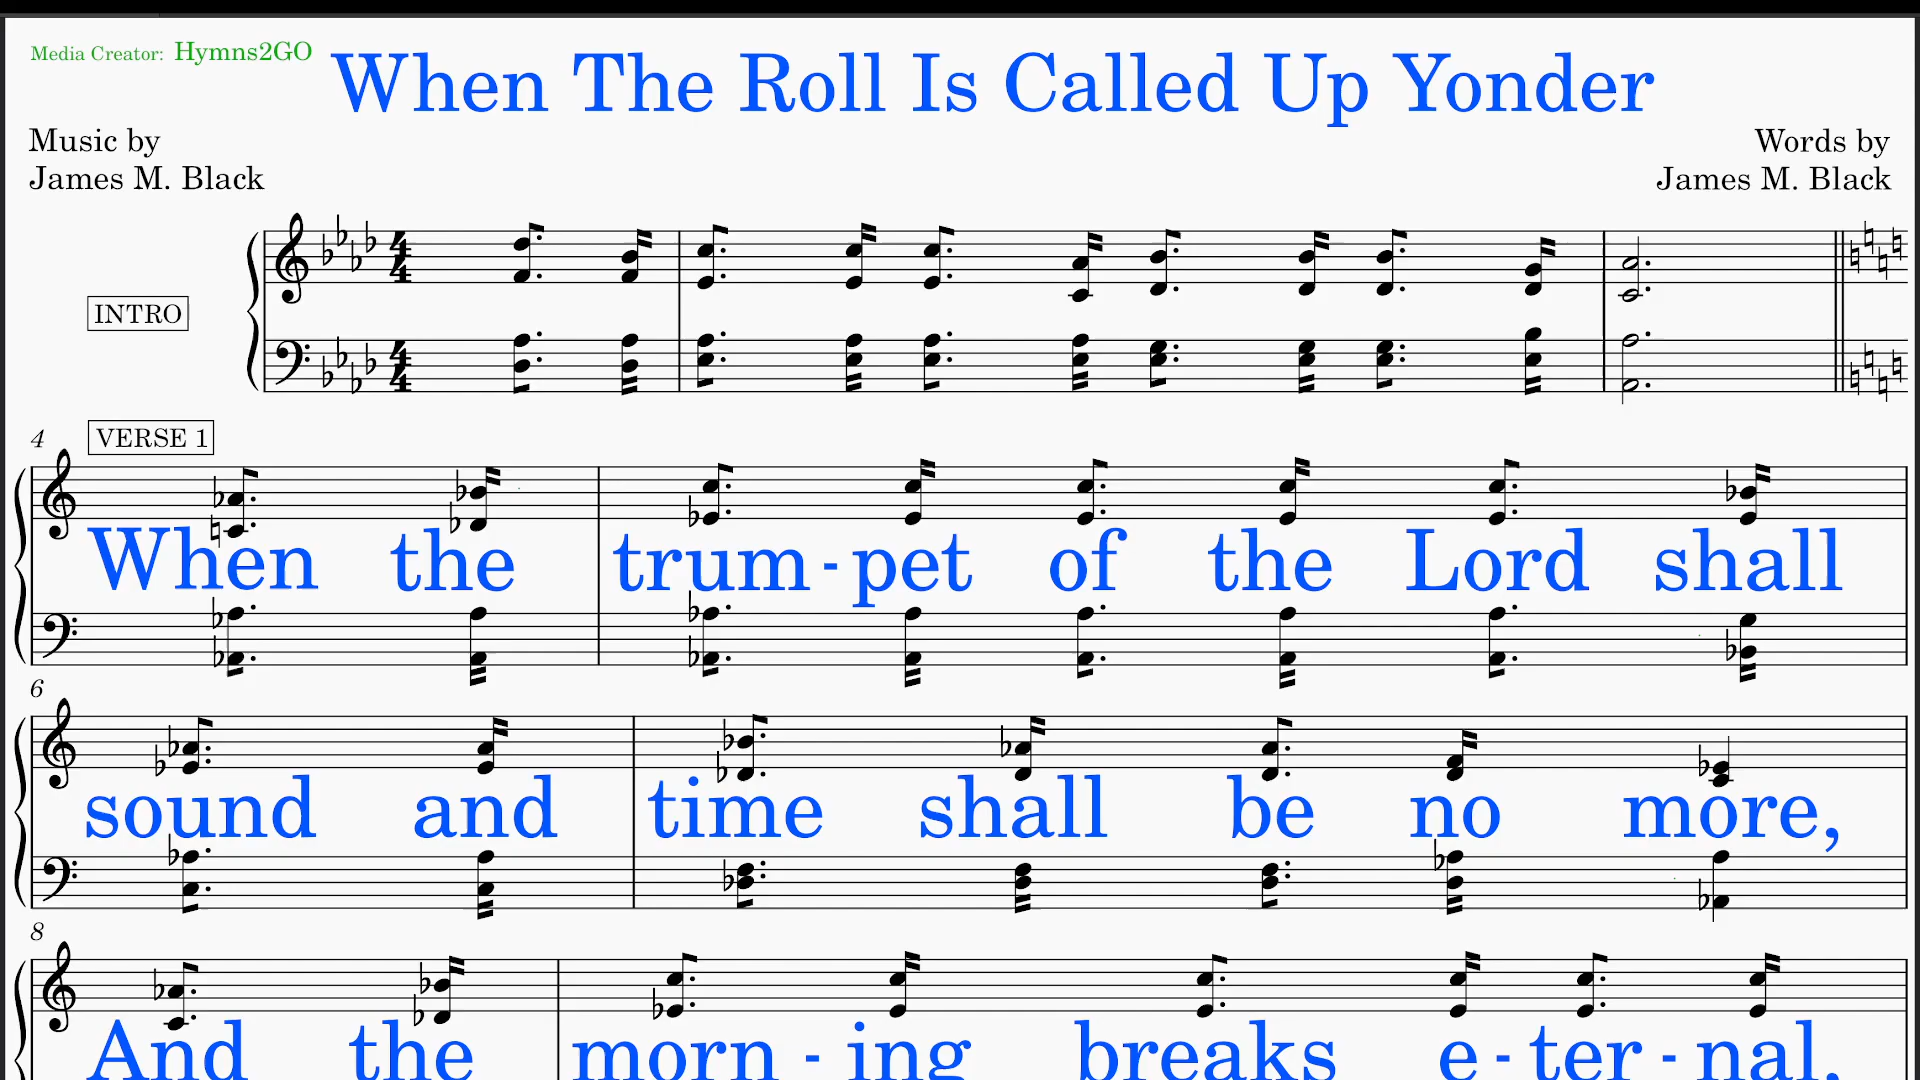 Media Creator: Hymns2GO
When The Roll Is Called Up Yonder
Music by
James M. Black
Words by
James M. Black
INTRO
4 VERSE 1
When the trum - pet of the Lord shall
6
sound and time shall be no more,
8
And the morn - ing breaks e - ter - nal,